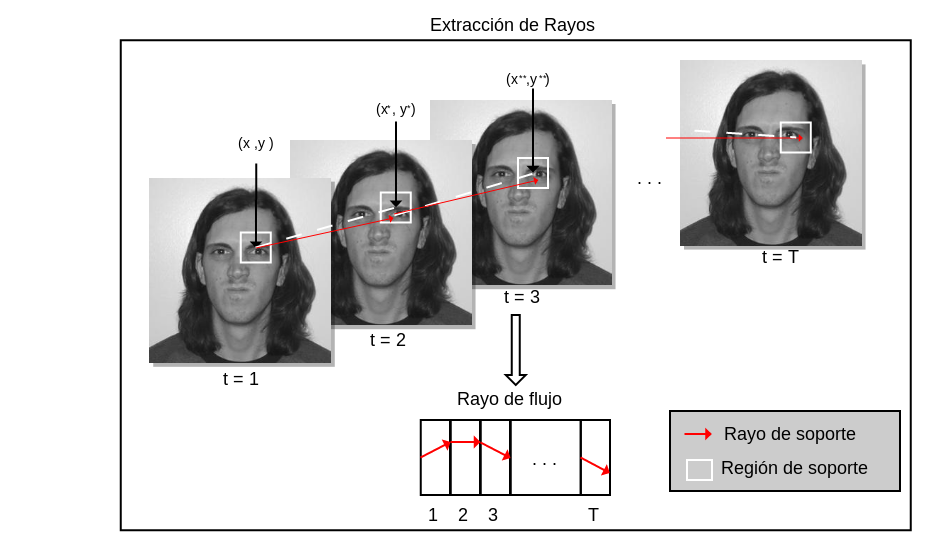 Extracción de Rayos
(x**,y**)
(x*, y*)
(x ,y )
. . .
t = T
t = 3
t = 2
t = 1
Rayo de flujo
. . .
1 2 3 T
Rayo de soporte
Región de soporte